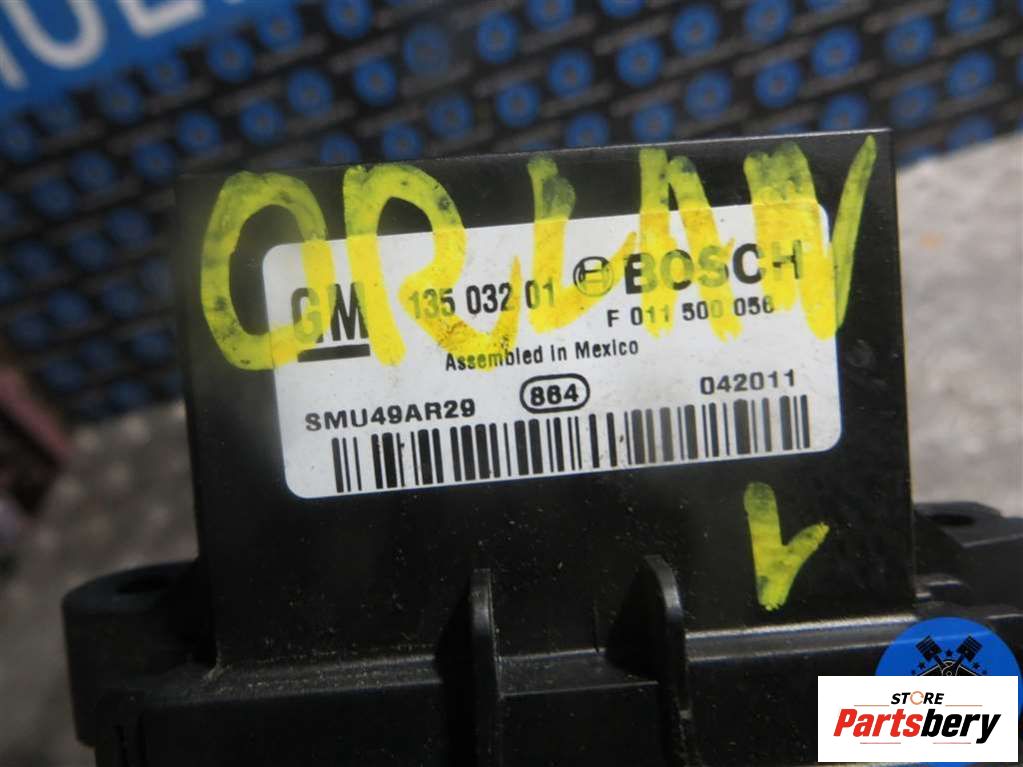 ORLAN
GM 135 032 01 BOSCH
F 011 500 056
Assembled in Mexico
SMU49AR29 864 042011
STORE
Partsbery